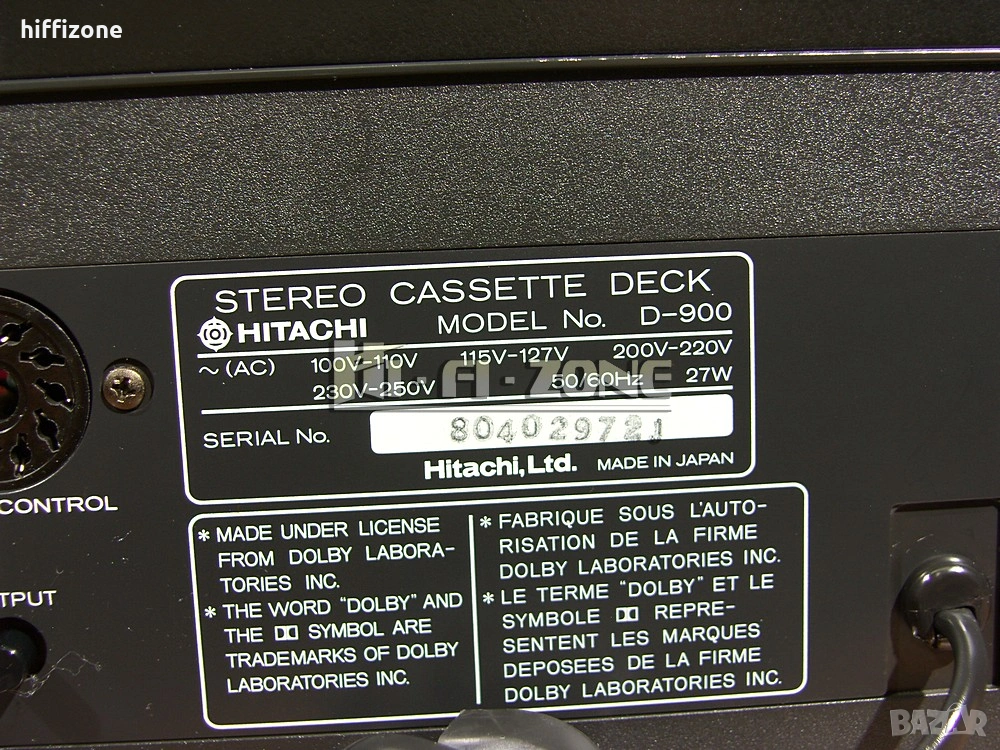 hiffizone
STEREO CASSETTE DECK
HITACHI MODEL No. D-900
~ (AC) 100V-110V 115V-127V 200V-220V
230V-250V 50/60Hz 27W
HI-FI-ZONE
SERIAL No. 804029721
Hitachi, Ltd. MADE IN JAPAN
CONTROL
TPUT
* MADE UNDER LICENSE
FROM DOLBY LABORA-
TORIES INC.
* THE WORD "DOLBY" AND
THE SYMBOL ARE
TRADEMARKS OF DOLBY
LABORATORIES INC.
* FABRIQUE SOUS L'AUTO-
RISATION DE LA FIRME
DOLBY LABORATORIES INC.
* LE TERME "DOLBY" ET LE
SYMBOLE REPRE-
SENTENT LES MARQUES
DEPOSEES DE LA FIRME
DOLBY LABORATORIES INC.
BAZAR